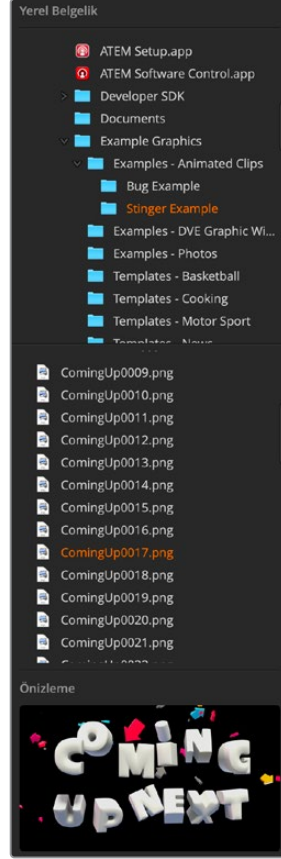 Yerel Belgelik
ATEM Setup.app
ATEM Software Control.app
Developer SDK
Documents
Example Graphics
Examples - Animated Clips
Bug Example
Stinger Example
Examples - DVE Graphic Wi...
Examples - Photos
Templates - Basketball
Templates - Cooking
Templates - Motor Sport
Templates - News
ComingUp0009.png
ComingUp0010.png
ComingUp0011.png
ComingUp0012.png
ComingUp0013.png
ComingUp0014.png
ComingUp0015.png
ComingUp0016.png
ComingUp0017.png
ComingUp0018.png
ComingUp0019.png
ComingUp0020.png
ComingUp0021.png
Önizleme
COMING
UP NEXT